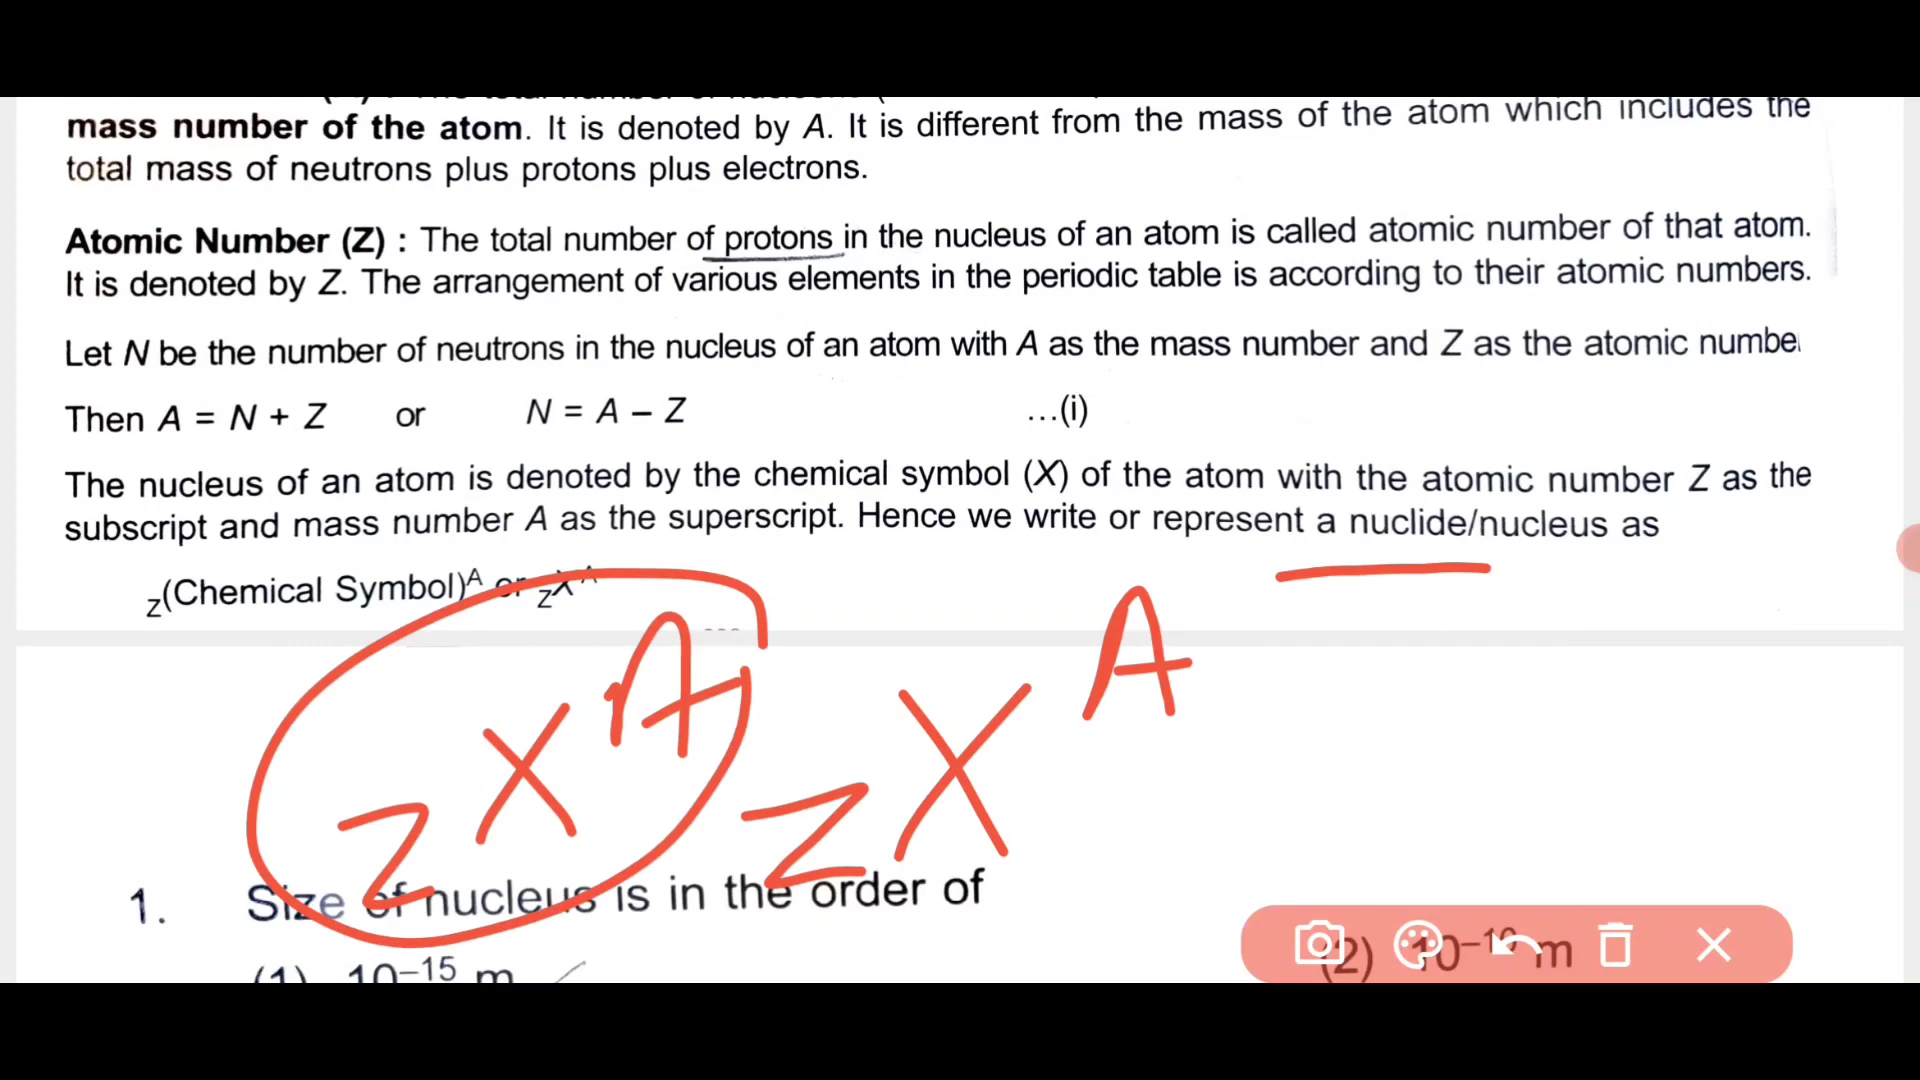 mass number of the atom. It is denoted by A. It is different from the mass of the atom which includes the
total mass of neutrons plus protons plus electrons.
Atomic Number (Z) : The total number of protons in the nucleus of an atom is called atomic number of that atom.
It is denoted by Z. The arrangement of various elements in the periodic table is according to their atomic numbers.
Let N be the number of neutrons in the nucleus of an atom with A as the mass number and Z as the atomic numbe
Then A = N + Z or N = A – Z ...(i)
The nucleus of an atom is denoted by the chemical symbol (X) of the atom with the atomic number Z as the
subscript and mass number A as the superscript. Hence we write or represent a nuclide/nucleus as
Z(Chemical Symbol)^A or ZX^A
ZX^A ZX^A
1. Size of nucleus is in the order of
(1) 10^–15 m (2) 10^–10 m